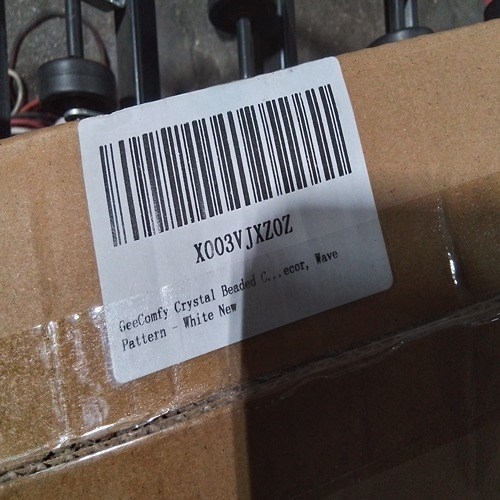 X003VJXZ0Z
GeeComfy Crystal Beaded C...ecor, Wave
Pattern - White New